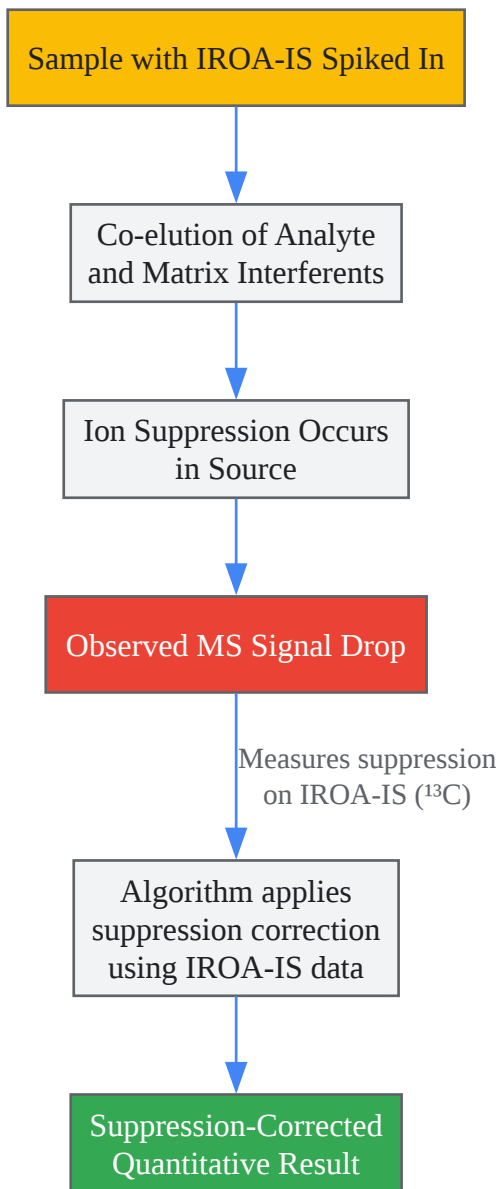 Sample with IROA-IS Spiked In
Co-elution of Analyte
and Matrix Interferents
Ion Suppression Occurs
in Source
Observed MS Signal Drop
Measures suppression
on IROA-IS (¹³C)
Algorithm applies
suppression correction
using IROA-IS data
Suppression-Corrected
Quantitative Result